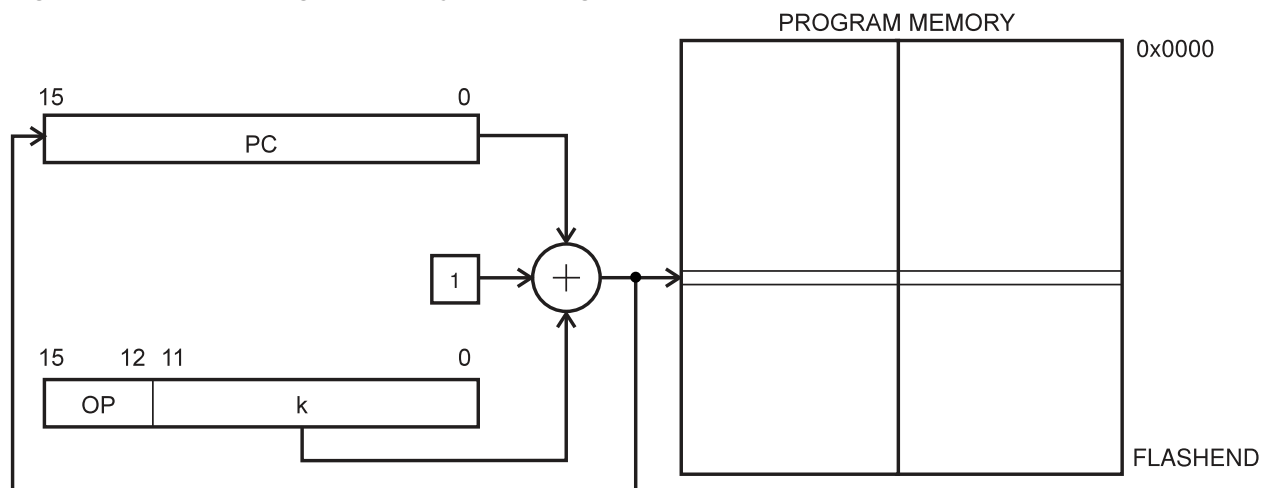 PROGRAM MEMORY
0x0000
15 0
PC
1
15 12 11 0
OP k
FLASHEND